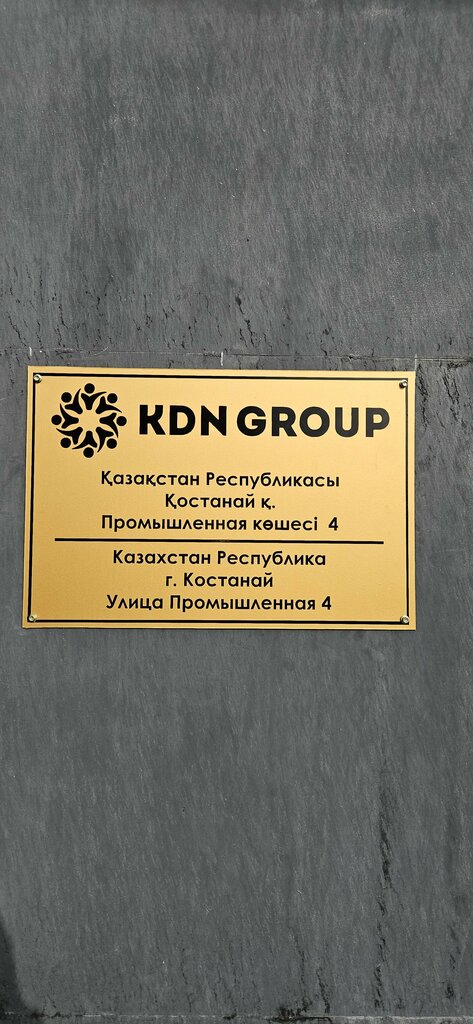 KDN GROUP
Қазақстан Республикасы
Қостанай қ.
Промышленная көшесі 4
Казахстан Республика
г. Костанай
Улица Промышленная 4